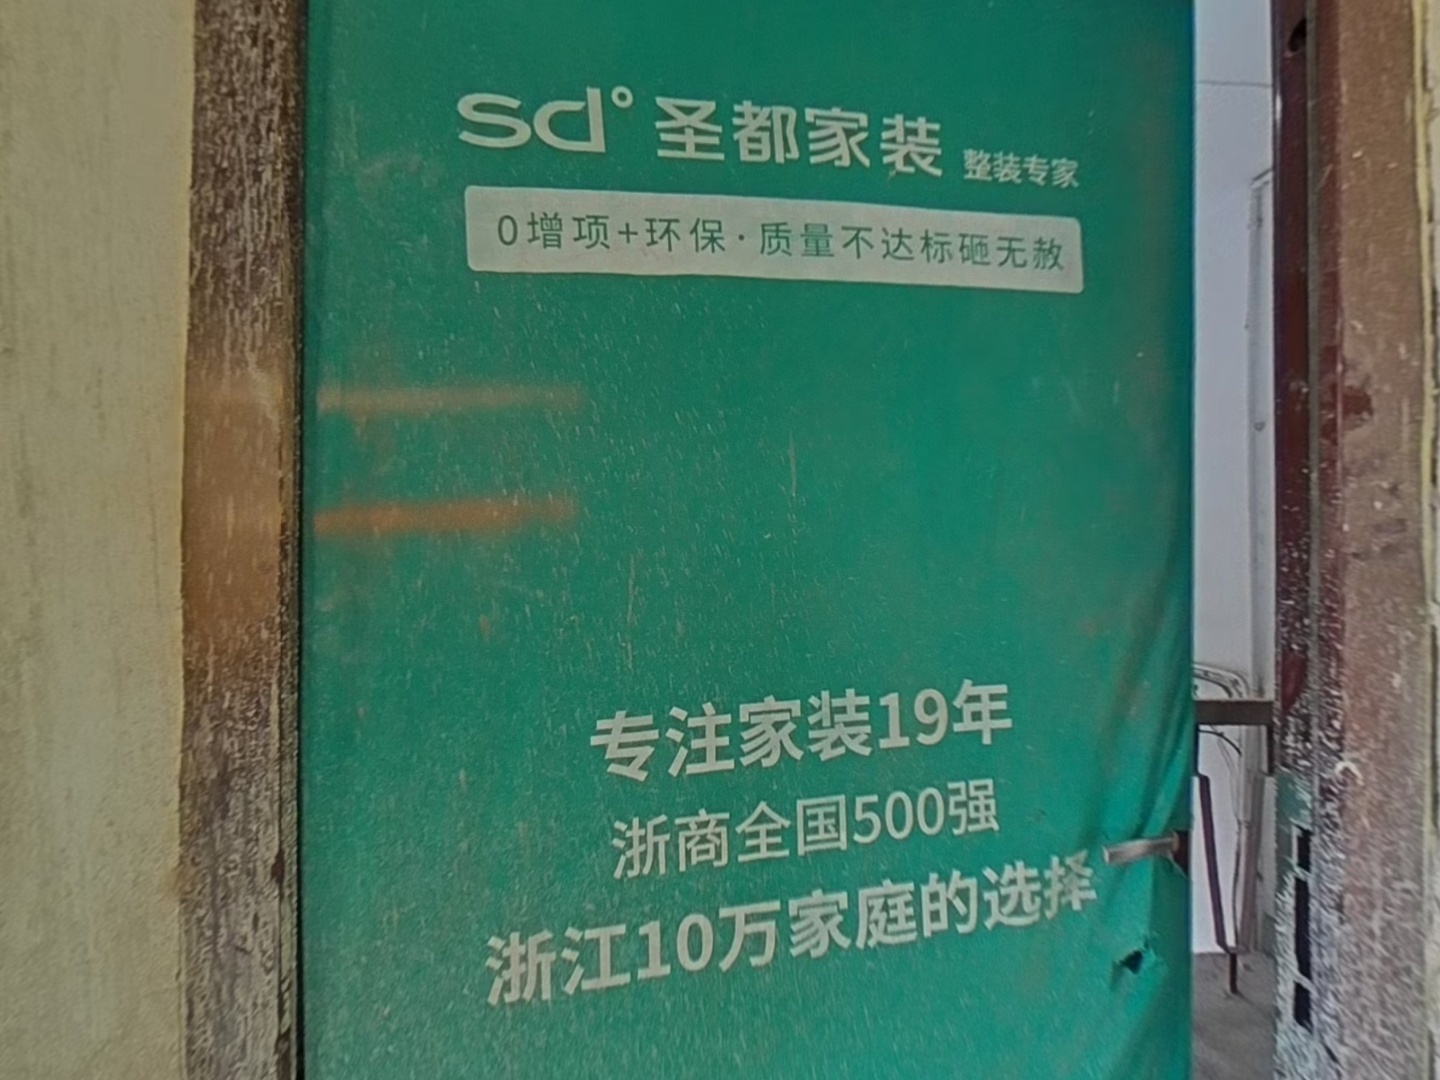 sd° 圣都家装 整装专家
0增项+环保·质量不达标砸无赦
专注家装19年
浙商全国500强
浙江10万家庭的选择